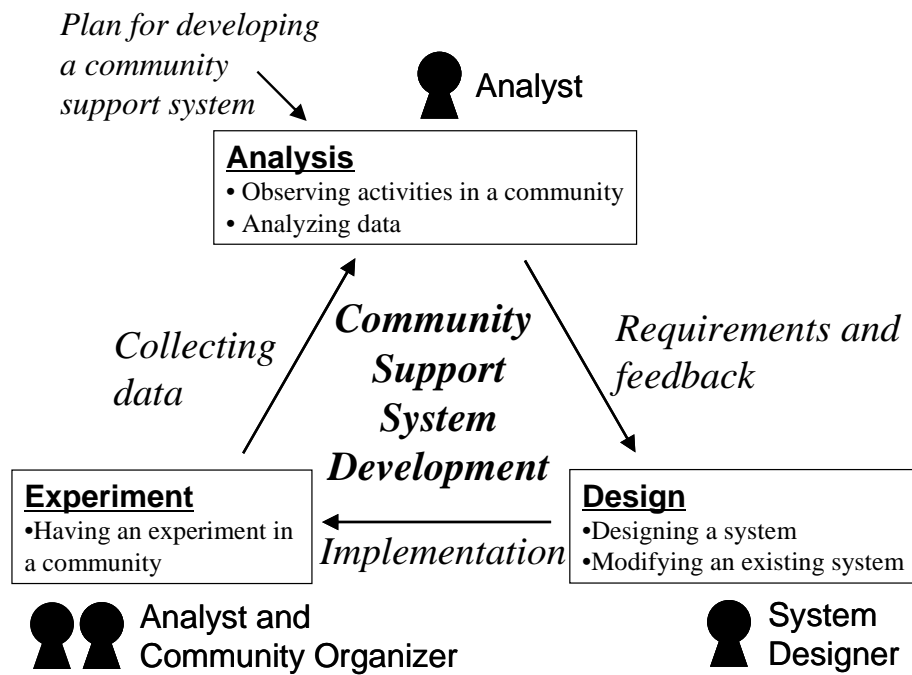 Plan for developing
a community
support system
Analyst
Analysis
• Observing activities in a community
• Analyzing data
Community
Support
System
Development
Collecting
data
Requirements and
feedback
Experiment
•Having an experiment in
a community
Implementation
Design
•Designing a system
•Modifying an existing system
Analyst and
Community Organizer
System
Designer